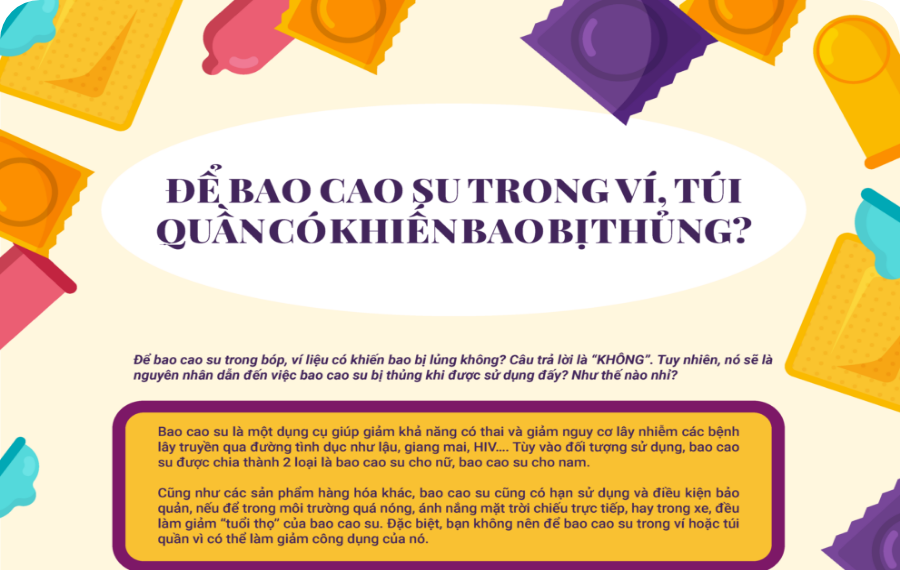 ĐỂ BAO CAO SU TRONG VÍ, TÚI
QUẦN CÓ KHIẾN BAO BỊ THỦNG?
Để bao cao su trong bóp, ví liệu có khiến bao bị lủng không? Câu trả lời là “KHÔNG”. Tuy nhiên, nó sẽ là
nguyên nhân dẫn đến việc bao cao su bị thủng khi được sử dụng đấy? Như thế nào nhỉ?
Bao cao su là một dụng cụ giúp giảm khả năng có thai và giảm nguy cơ lây nhiễm các bệnh
lây truyền qua đường tình dục như lậu, giang mai, HIV.... Tùy vào đối tượng sử dụng, bao cao
su được chia thành 2 loại là bao cao su cho nữ, bao cao su cho nam.
Cũng như các sản phẩm hàng hóa khác, bao cao su cũng có hạn sử dụng và điều kiện bảo
quản, nếu để trong môi trường quá nóng, ánh nắng mặt trời chiếu trực tiếp, hay trong xe, đều
làm giảm “tuổi thọ” của bao cao su. Đặc biệt, bạn không nên để bao cao su trong ví hoặc túi
quần vì có thể làm giảm công dụng của nó.